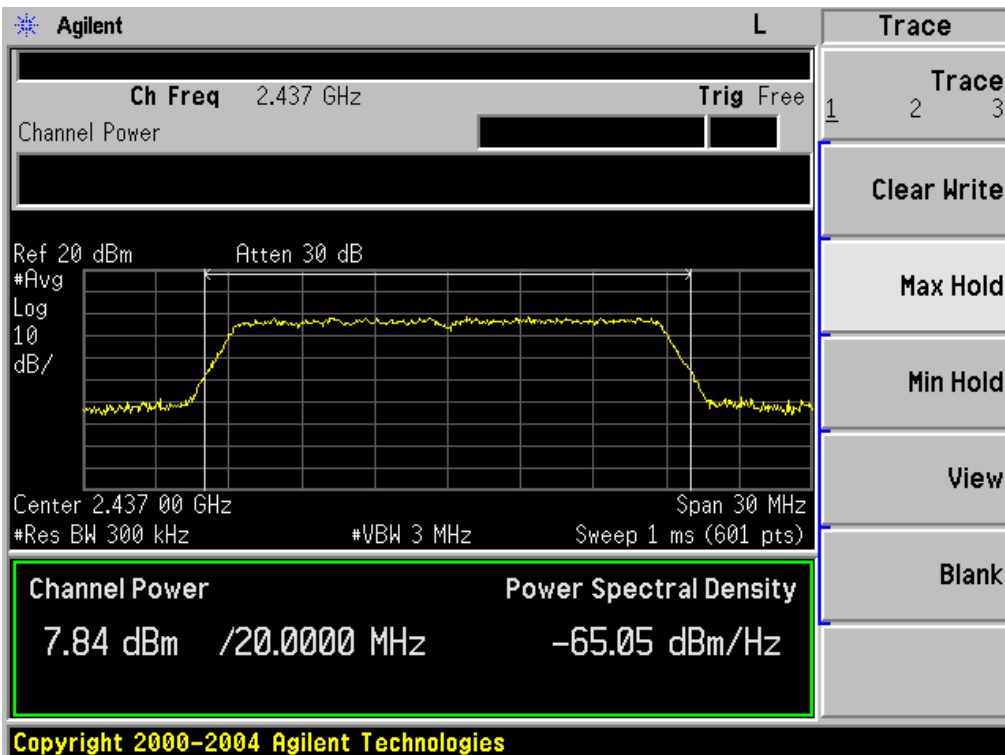 Agilent L Trace
Ch Freq 2.437 GHz Trig Free
Channel Power
Trace
1 2 3
Clear Write
Max Hold
Min Hold
View
Blank
Ref 20 dBm Atten 30 dB
#Avg
Log
10
dB/
Center 2.437 00 GHz Span 30 MHz
#Res BW 300 kHz #VBW 3 MHz Sweep 1 ms (601 pts)
Channel Power Power Spectral Density
7.84 dBm /20.0000 MHz -65.05 dBm/Hz
Copyright 2000-2004 Agilent Technologies